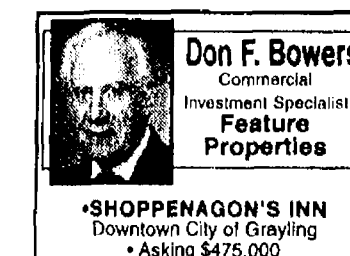 Don F. Bowers
Commercial
Investment Specialist
Feature
Properties
•SHOPPENAGON'S INN
Downtown City of Grayling
• Asking $475,000